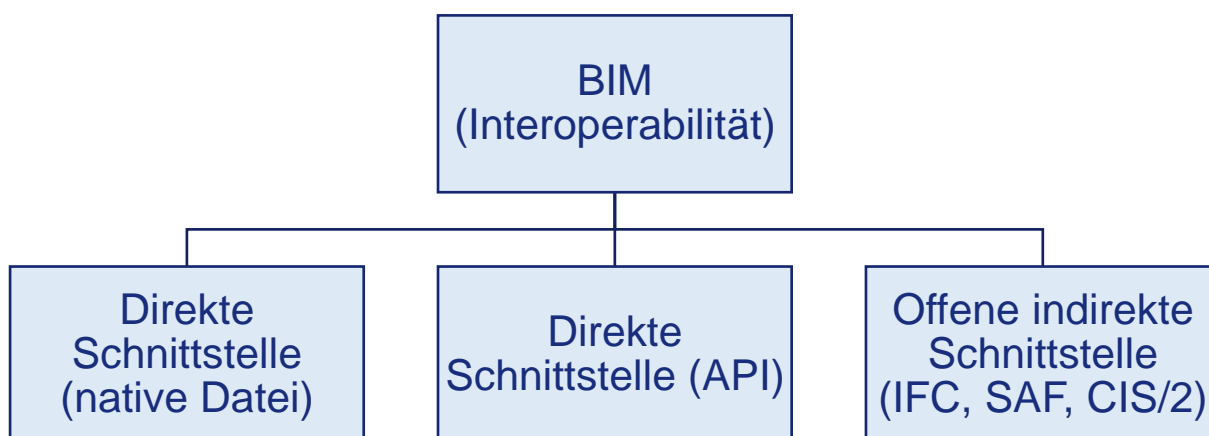 BIM
(Interoperabilität)
Direkte
Schnittstelle
(native Datei)
Direkte
Schnittstelle (API)
Offene indirekte
Schnittstelle
(IFC, SAF, CIS/2)